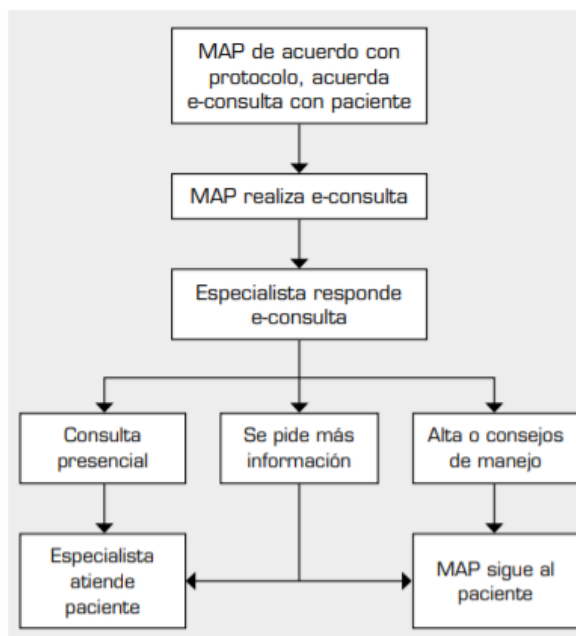 MAP de acuerdo con
protocolo, acuerda
e-consulta con paciente
MAP realiza e-consulta
Especialista responde
e-consulta
Consulta
presencial
Se pide más
información
Alta o consejos
de manejo
Especialista
atiende
paciente
MAP sigue al
paciente